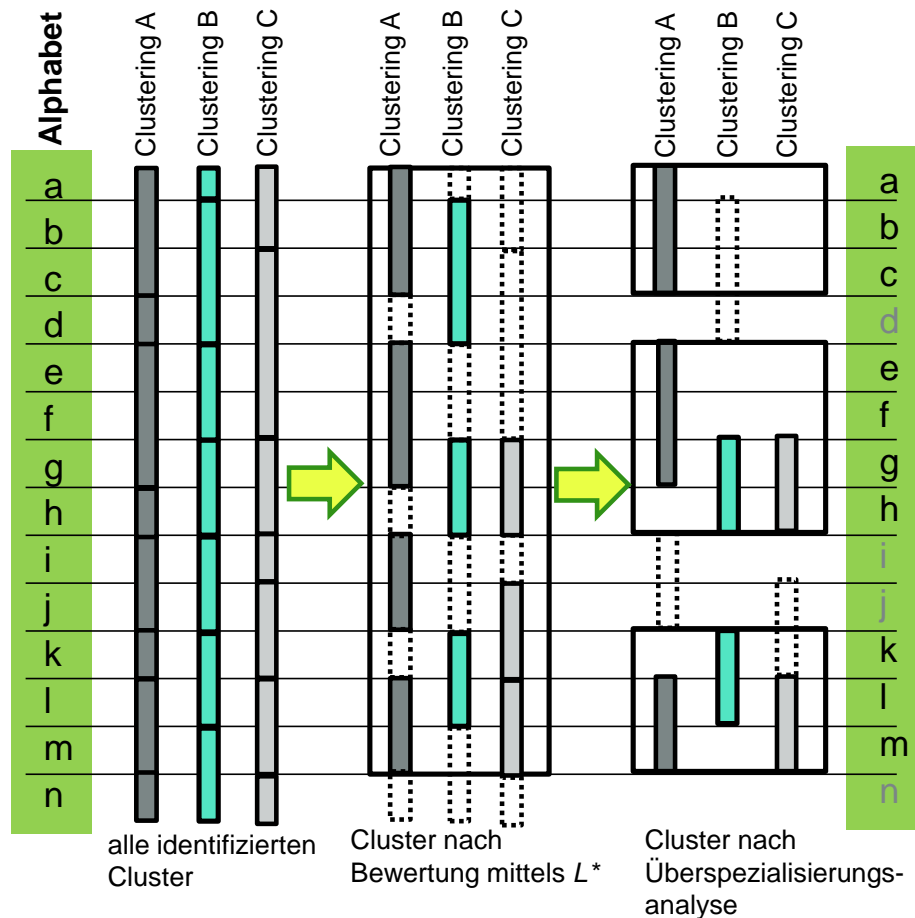 Alphabet
Clustering A
Clustering B
Clustering C
Clustering A
Clustering B
Clustering C
Clustering A
Clustering B
Clustering C
a
b
c
d
e
f
g
h
i
j
k
l
m
n
a
b
c
d
e
f
g
h
i
j
k
l
m
n
alle identifizierten
Cluster
Cluster nach
Bewertung mittels L*
Cluster nach
Überspezialisierungs-
analyse